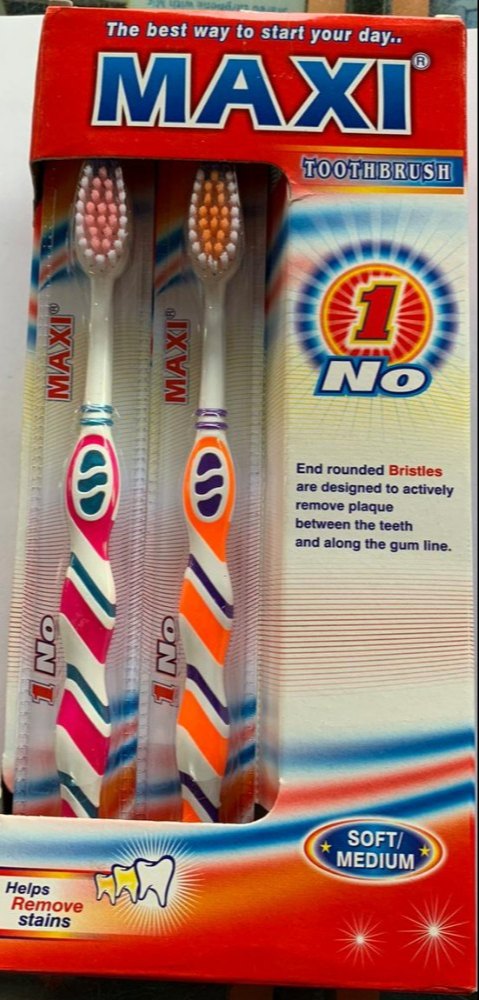 The best way to start your day..
MAXI®
TOOTHBRUSH
MAXI®
MAXI®
1
No
End rounded Bristles
are designed to actively
remove plaque
between the teeth
and along the gum line.
1 No
1 No
SOFT/
MEDIUM
Helps
Remove
stains